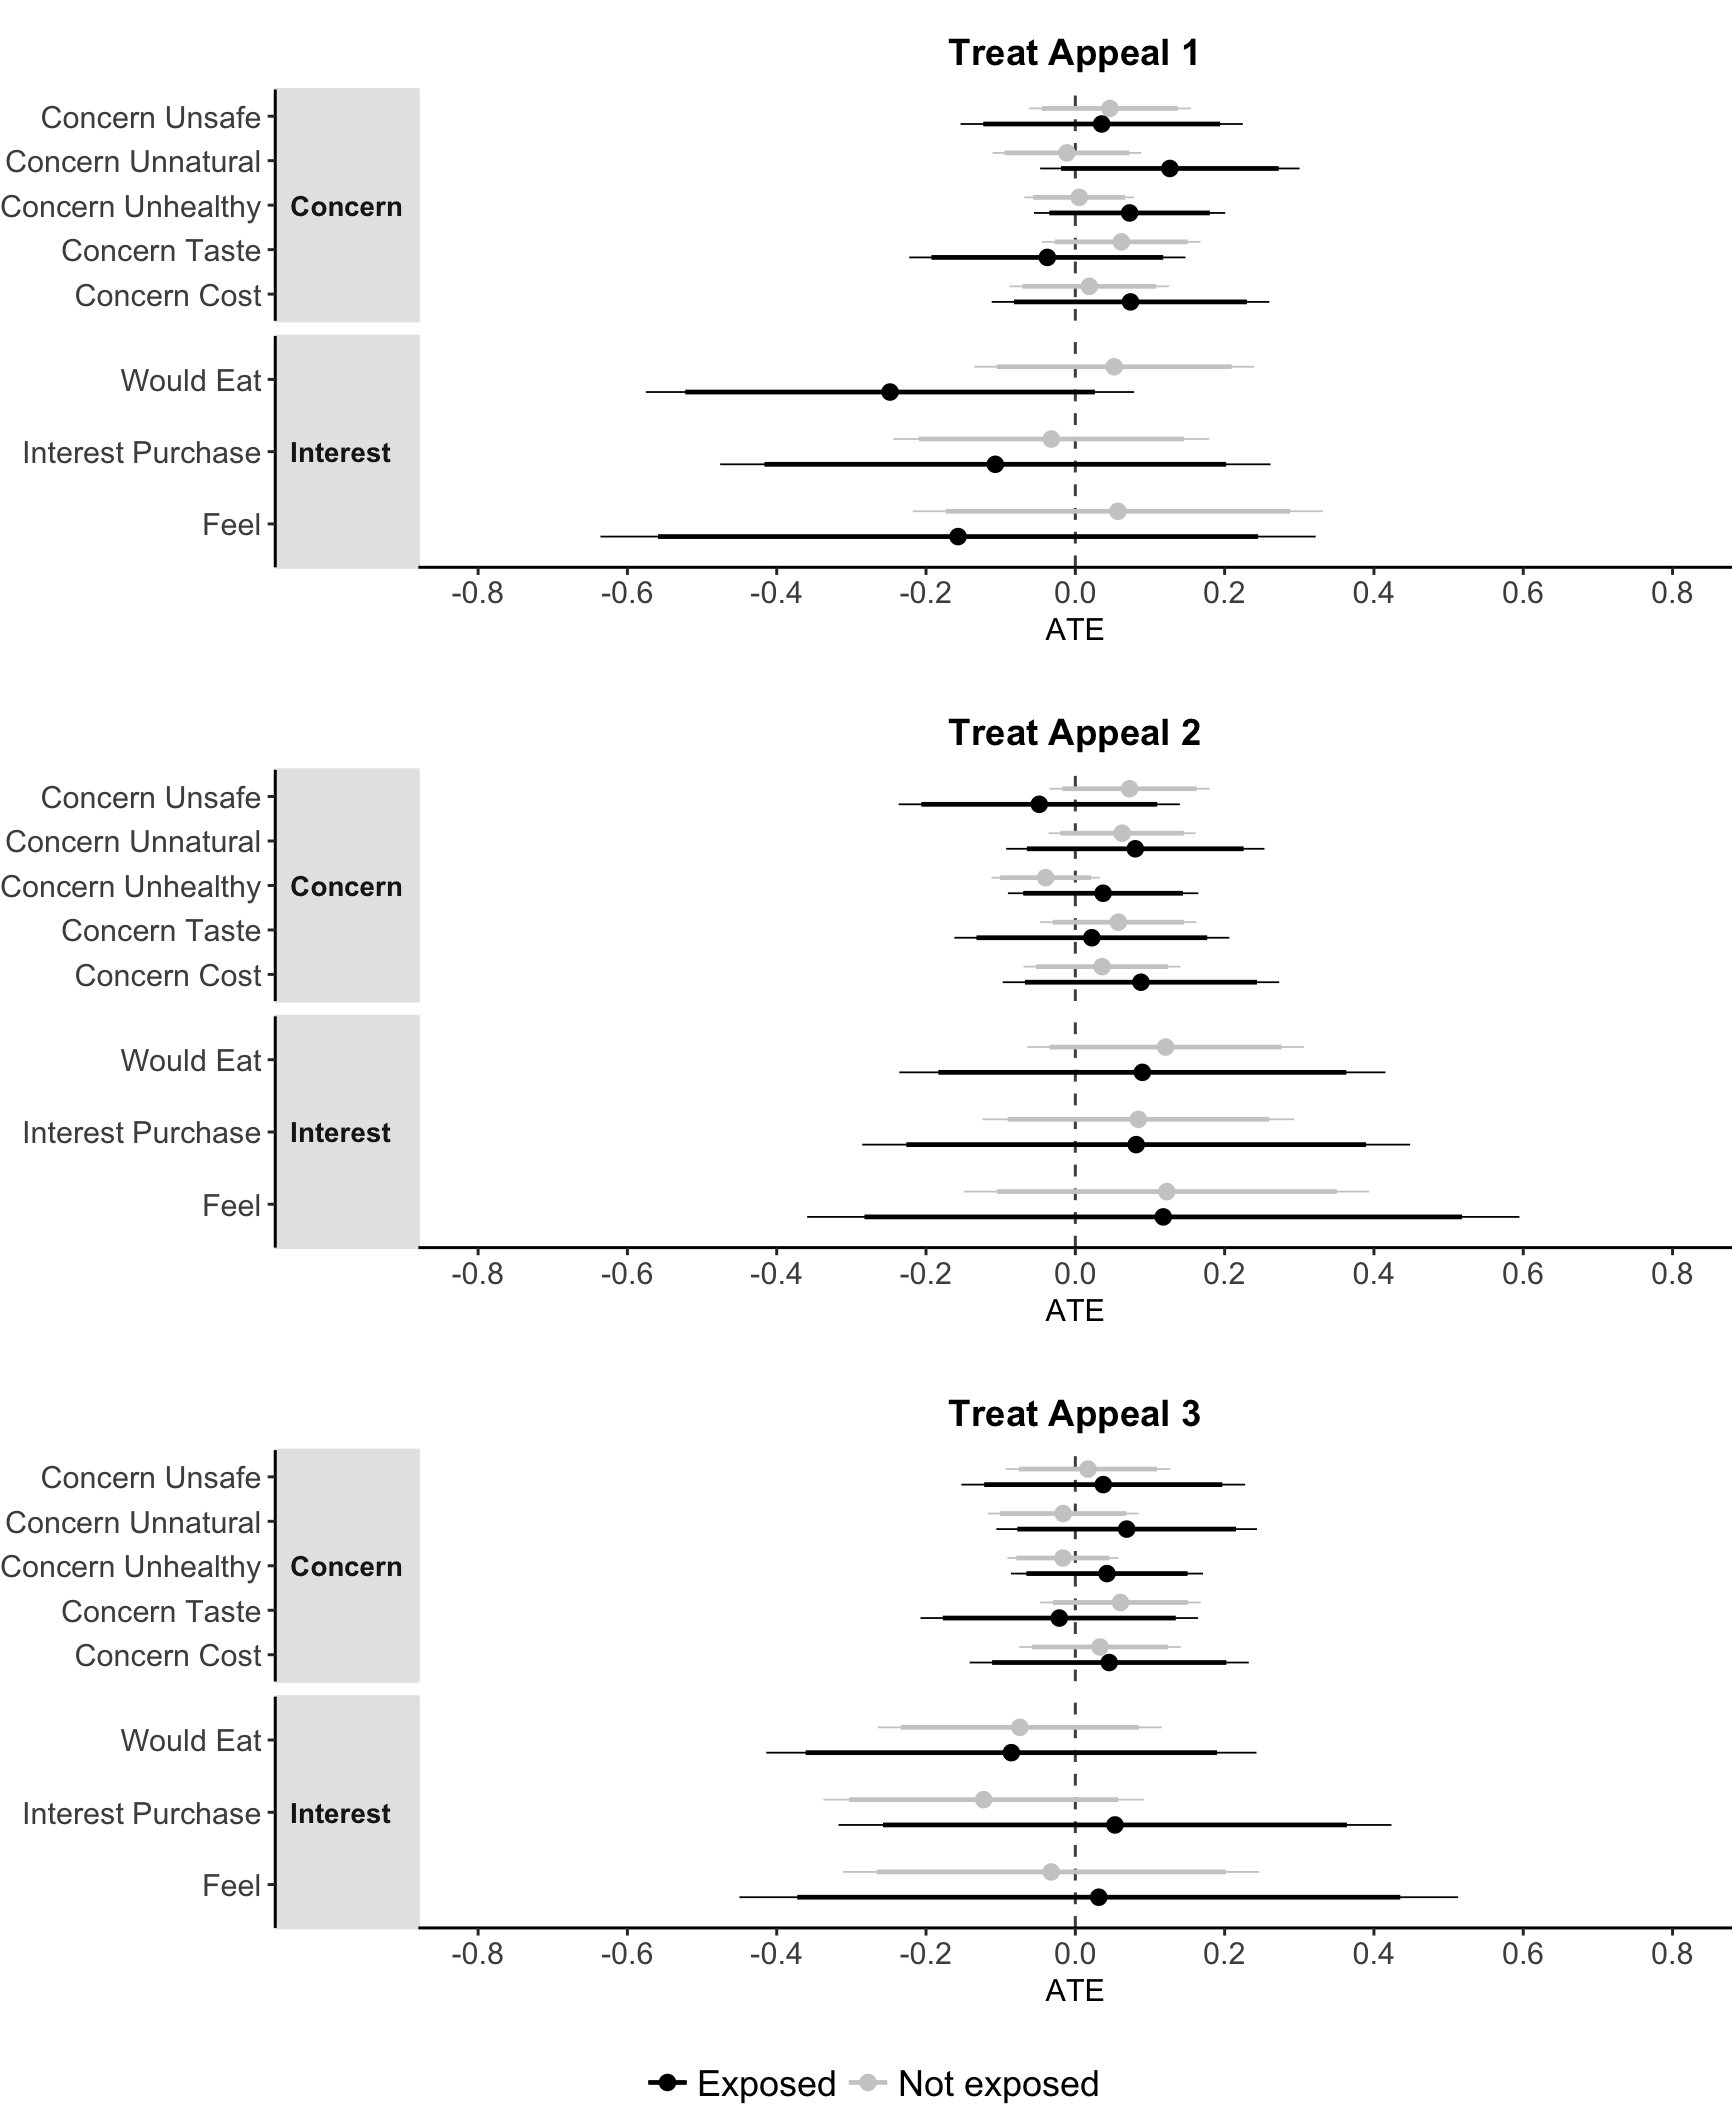 Treat Appeal 1
Concern Unsafe
Concern Unnatural
Concern Unhealthy
Concern
Concern Taste
Concern Cost
Would Eat
Interest Purchase
Interest
Feel
-0.8 -0.6 -0.4 -0.2 0.0 0.2 0.4 0.6 0.8
ATE
Treat Appeal 2
Concern Unsafe
Concern Unnatural
Concern Unhealthy
Concern
Concern Taste
Concern Cost
Would Eat
Interest Purchase
Interest
Feel
-0.8 -0.6 -0.4 -0.2 0.0 0.2 0.4 0.6 0.8
ATE
Treat Appeal 3
Concern Unsafe
Concern Unnatural
Concern Unhealthy
Concern
Concern Taste
Concern Cost
Would Eat
Interest Purchase
Interest
Feel
-0.8 -0.6 -0.4 -0.2 0.0 0.2 0.4 0.6 0.8
ATE
Exposed Not exposed